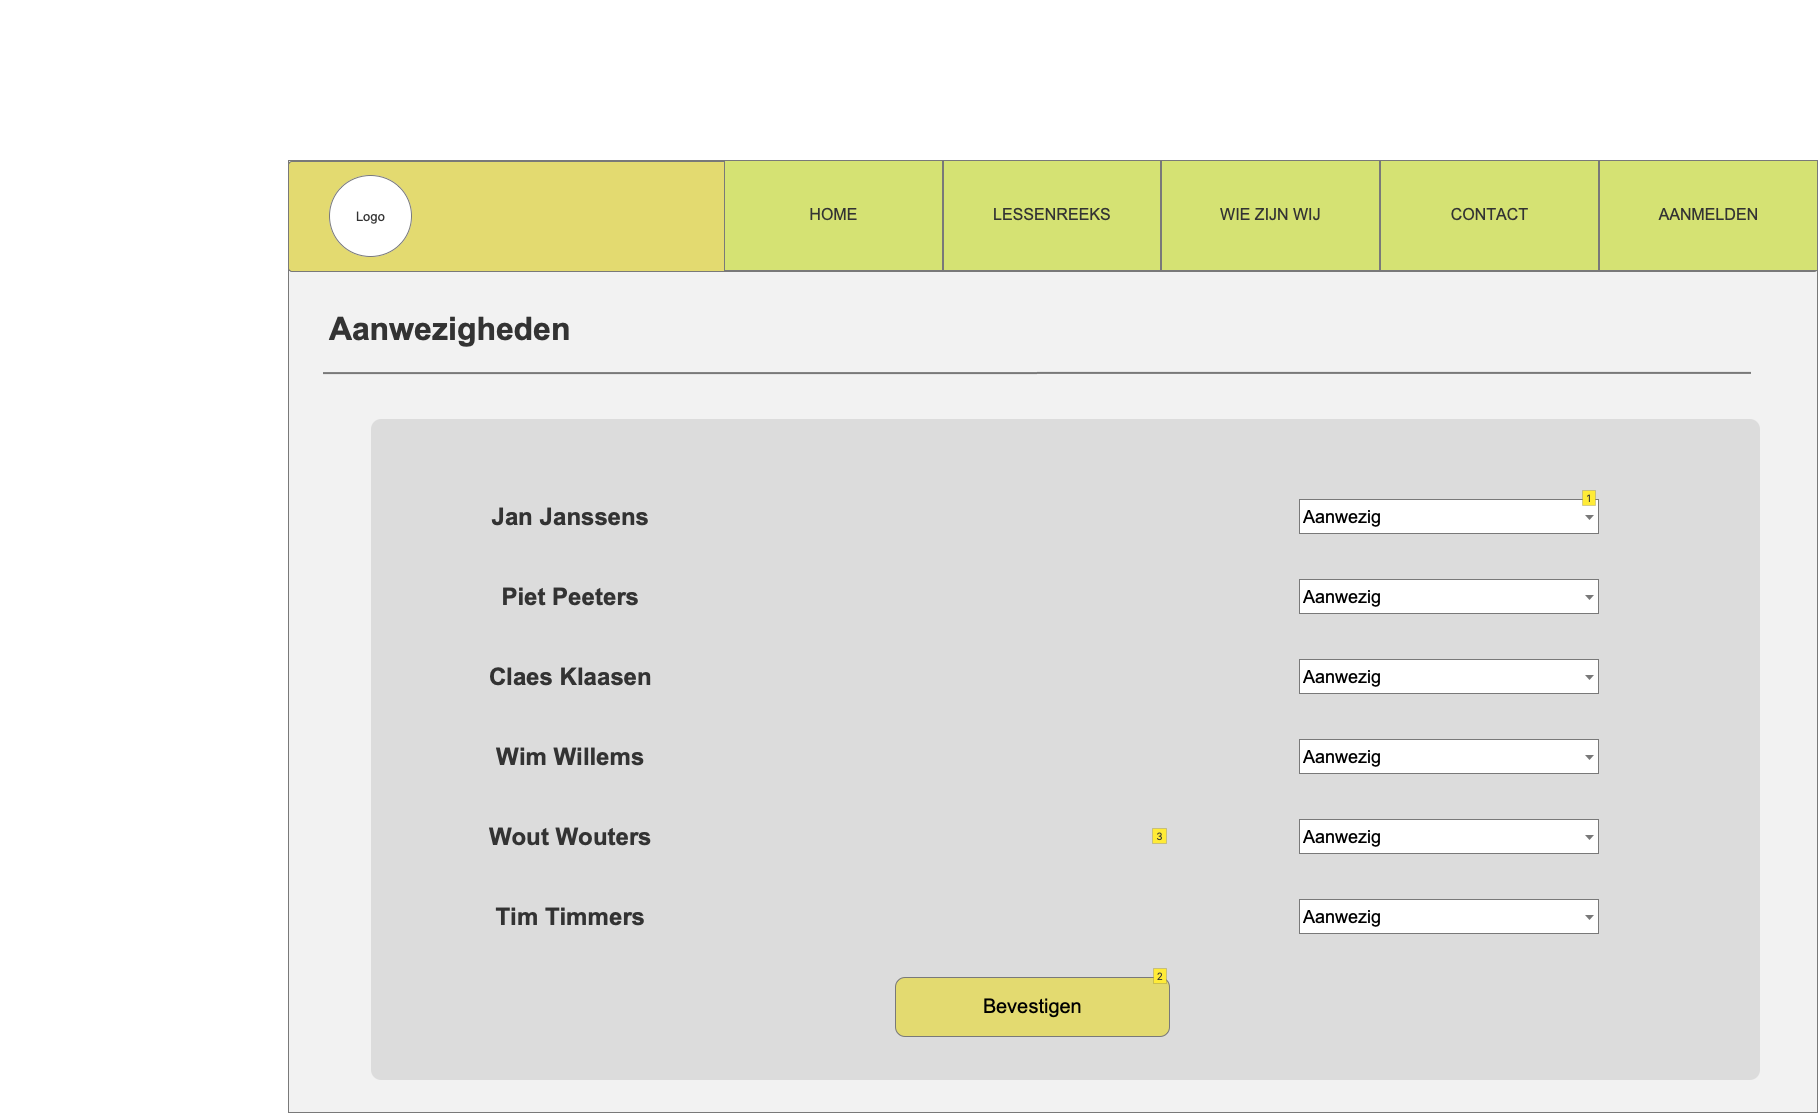 Logo
HOME
LESSENREEKS
WIE ZIJN WIJ
CONTACT
AANMELDEN
Aanwezigheden
1
Jan Janssens
Aanwezig
Piet Peeters
Aanwezig
Claes Klaasen
Aanwezig
Wim Willems
Aanwezig
Wout Wouters
3
Aanwezig
Tim Timmers
Aanwezig
2
Bevestigen